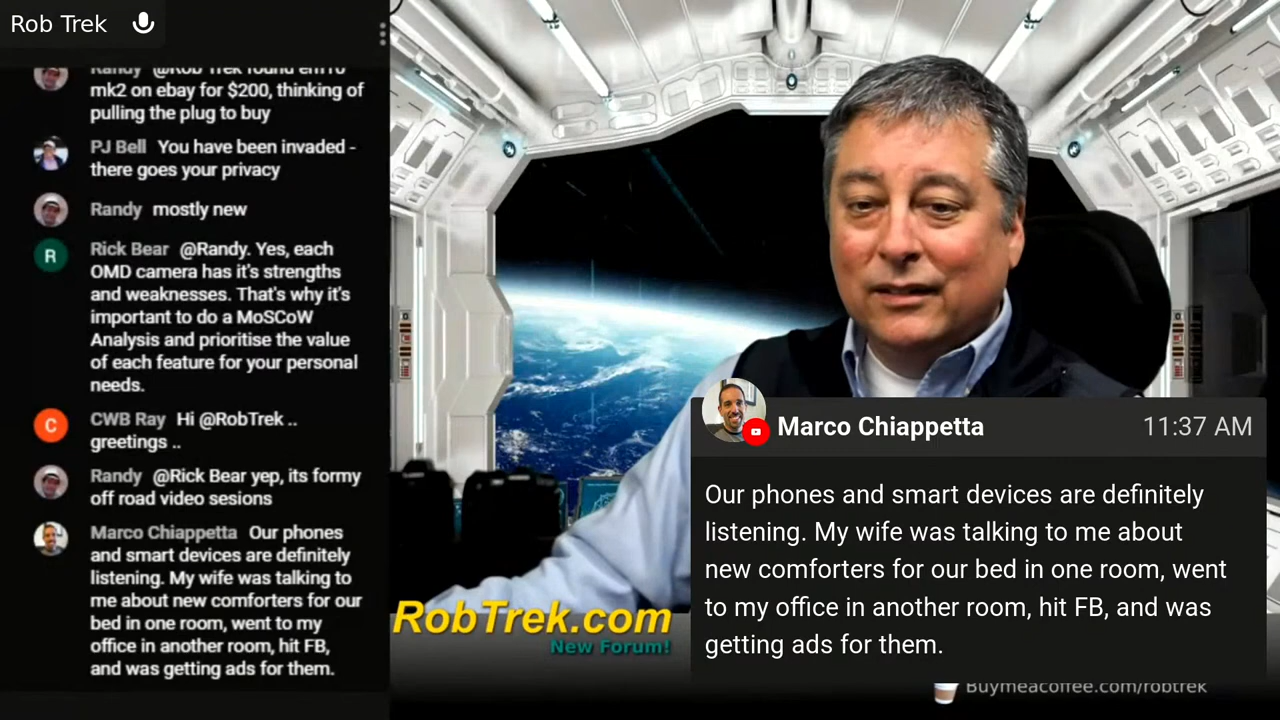 Rob Trek
Randy @Rob Trek found em10
mk2 on ebay for $200, thinking of
pulling the plug to buy
PJ Bell You have been invaded -
there goes your privacy
Randy mostly new
R
Rick Bear @Randy. Yes, each
OMD camera has it's strengths
and weaknesses. That's why it's
important to do a MoSCoW
Analysis and prioritise the value
of each feature for your personal
needs.
C
CWB Ray Hi @RobTrek ..
greetings ..
Randy @Rick Bear yep, its formy
off road video sesions
Marco Chiappetta Our phones
and smart devices are definitely
listening. My wife was talking to
me about new comforters for our
bed in one room, went to my
office in another room, hit FB,
and was getting ads for them.
RobTrek.com
New Forum!
Marco Chiappetta 11:37 AM
Our phones and smart devices are definitely
listening. My wife was talking to me about
new comforters for our bed in one room, went
to my office in another room, hit FB, and was
getting ads for them.
Buymeacoffee.com/robtrek